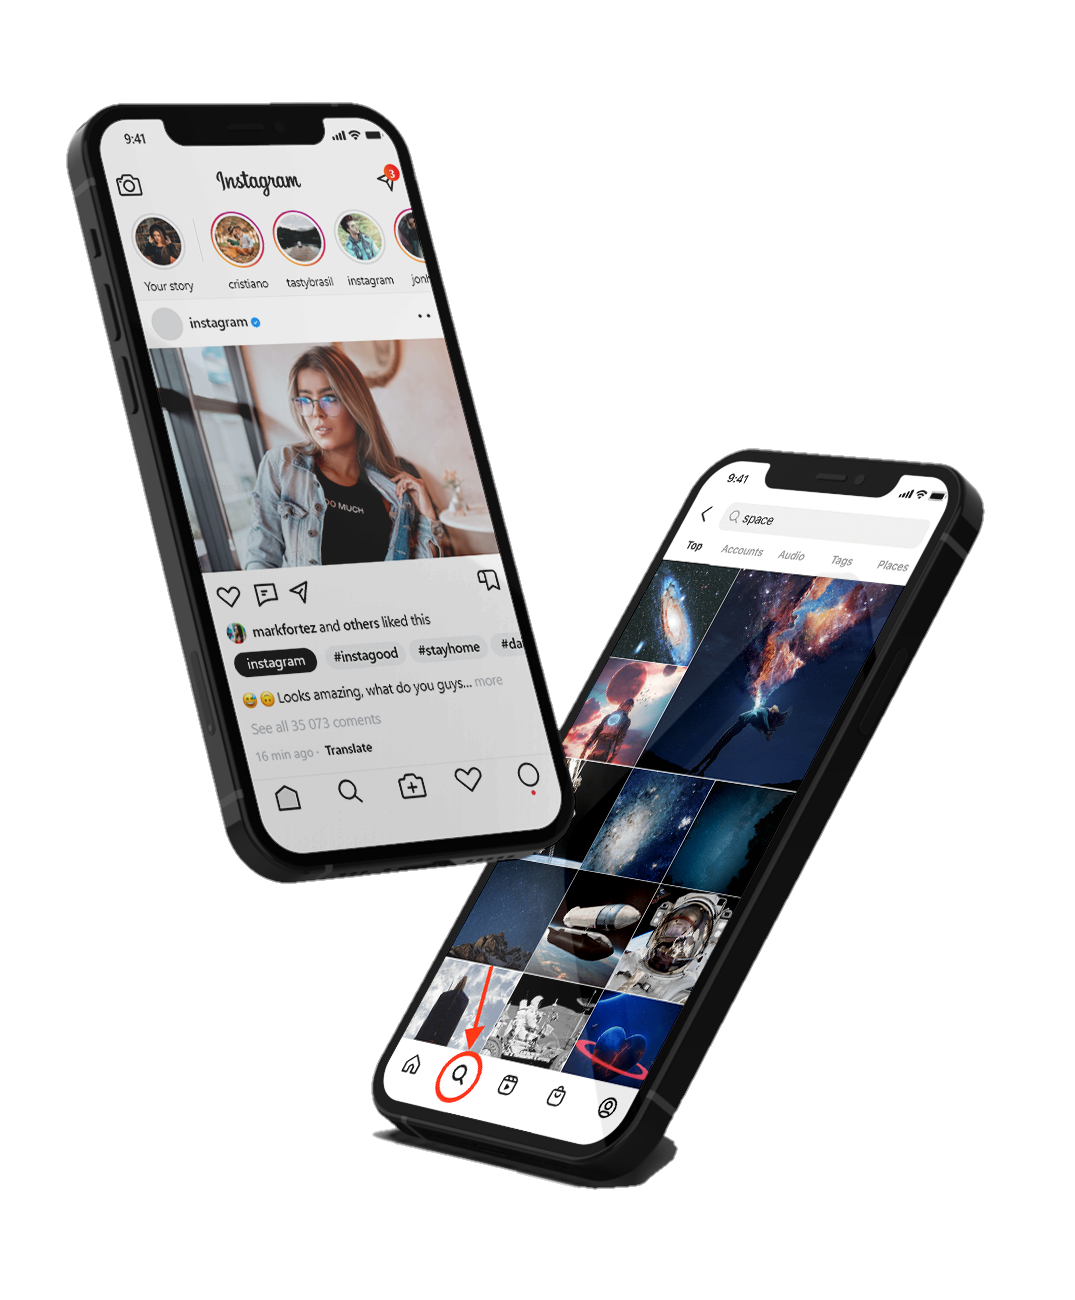 9:41
Instagram
3
Your story
cristiano
tastybrasil
instagram
instagram
OO MUCH
markfortez and others liked this
instagram #instagood #stayhome #da
Looks amazing, what do you guys... more
See all 35 073 coments
16 min ago · Translate
9:41
space
Top Accounts Audio Tags Places